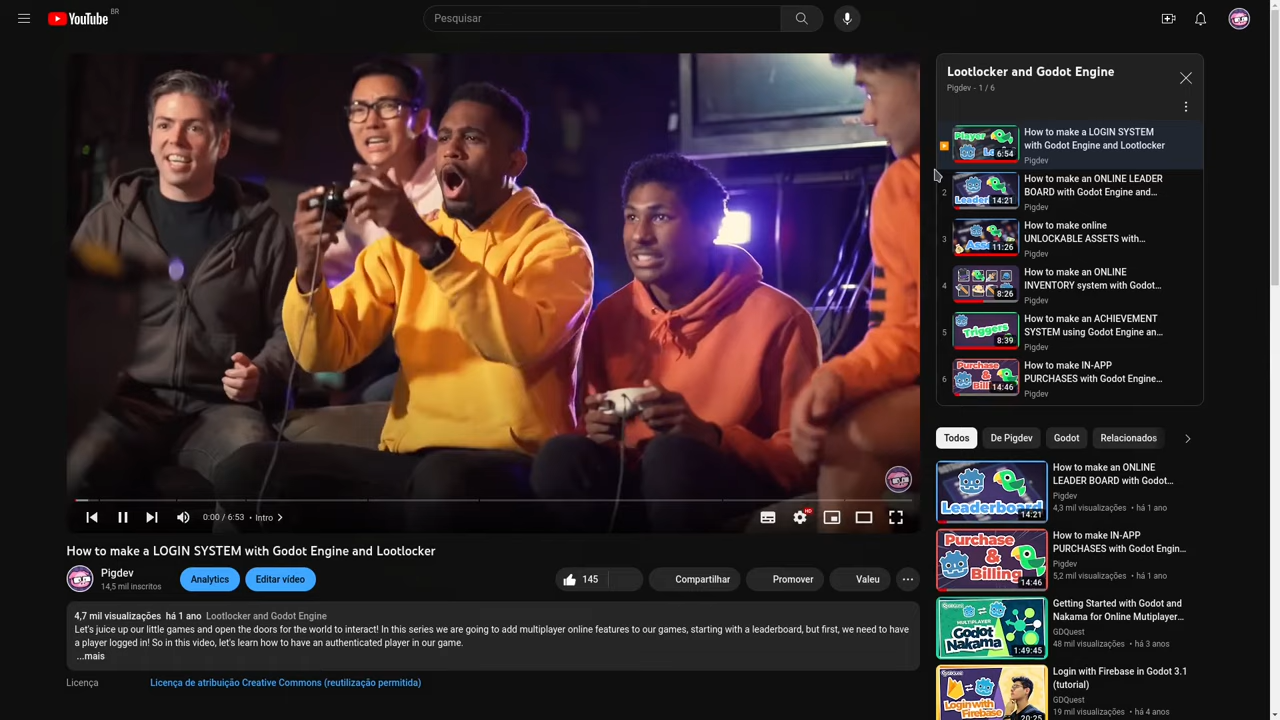 YouTube BR
Pesquisar
Lootlocker and Godot Engine
Pigdev - 1 / 6
Player
6:54
How to make a LOGIN SYSTEM
with Godot Engine and Lootlocker
Pigdev
2
14:21
How to make an ONLINE LEADER
BOARD with Godot Engine and...
Pigdev
3
11:26
How to make online
UNLOCKABLE ASSETS with...
Pigdev
4
8:26
How to make an ONLINE
INVENTORY system with Godot...
Pigdev
5
Triggers
8:39
How to make an ACHIEVEMENT
SYSTEM using Godot Engine an...
Pigdev
6
Purchase
& Bill
14:46
How to make IN-APP
PURCHASES with Godot Engine...
Pigdev
0:00 / 6:53 • Intro
HD
How to make a LOGIN SYSTEM with Godot Engine and Lootlocker
Pigdev
14,5 mil inscritos
Analytics
Editar vídeo
145
Compartilhar
Promover
Valeu
4,7 mil visualizações há 1 ano Lootlocker and Godot Engine
Let's juice up our little games and open the doors for the world to interact! In this series we are going to add multiplayer online features to our games, starting with a leaderboard, but first, we need to have
a player logged in! So in this video, let's learn how to have an authenticated player in our game.
...mais
Licença
Licença de atribuição Creative Commons (reutilização permitida)
Todos
De Pigdev
Godot
Relacionados
Leaderboard
14:21
How to make an ONLINE
LEADER BOARD with Godot...
Pigdev
4,3 mil visualizações • há 1 ano
Purchase
&
Billing
14:46
How to make IN-APP
PURCHASES with Godot Engin...
Pigdev
5,2 mil visualizações • há 1 ano
GDQuest
MULTIPLAYER
Godot
Nakama
1:49:45
Getting Started with Godot and
Nakama for Online Mutiplayer...
GDQuest
48 mil visualizações • há 3 anos
GDQuest
Login with
Firebase
20:25
Login with Firebase in Godot 3.1
(tutorial)
GDQuest
19 mil visualizações • há 4 anos